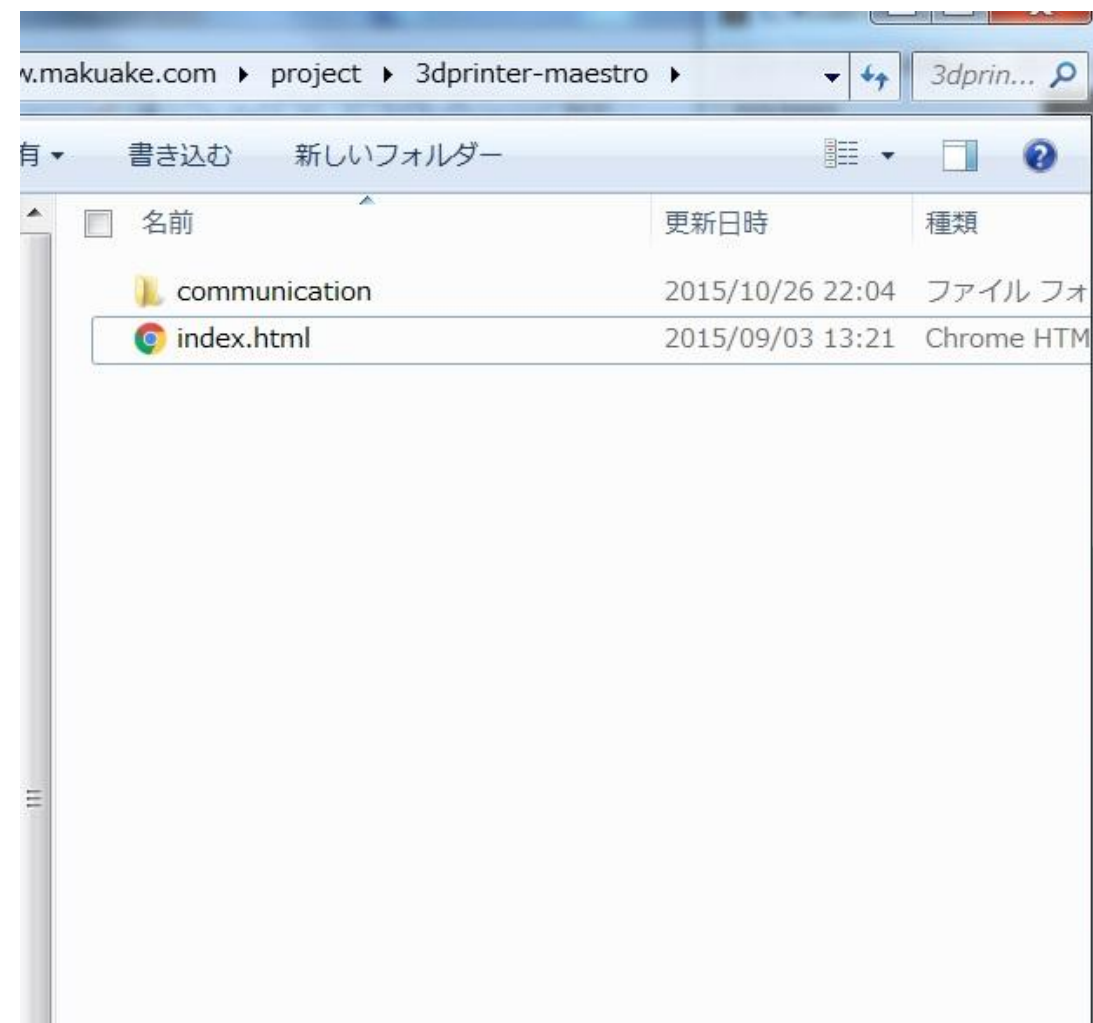 w.makuake.com ▸ project ▸ 3dprinter-maestro ▸ 3dprin...
有 書き込む 新しいフォルダー
名前 更新日時 種類
communication 2015/10/26 22:04 ファイル フォ
index.html 2015/09/03 13:21 Chrome HTM